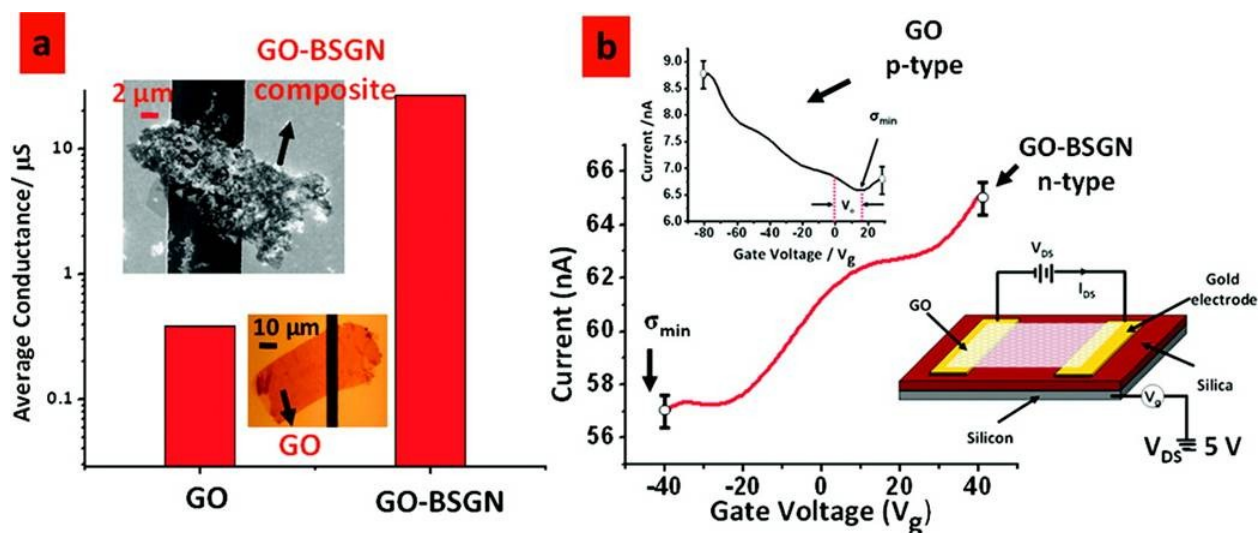 a
GO-BSGN
composite
2 μm
10 μm
GO
Average Conductance/ μS
10
1
0.1
GO
GO-BSGN
b
GO
p-type
9.0
8.5
8.0
7.5
7.0
6.5
6.0
Current /nA
σmin
V+
-80
-60
-40
-20
0
20
Gate Voltage / Vg
GO-BSGN
n-type
66
64
62
60
58
56
Current (nA)
σmin
-40
-20
0
20
40
Gate Voltage (Vg)
VDS
IDS
GO
Gold
electrode
Silica
Silicon
Vg
VDS = 5 V